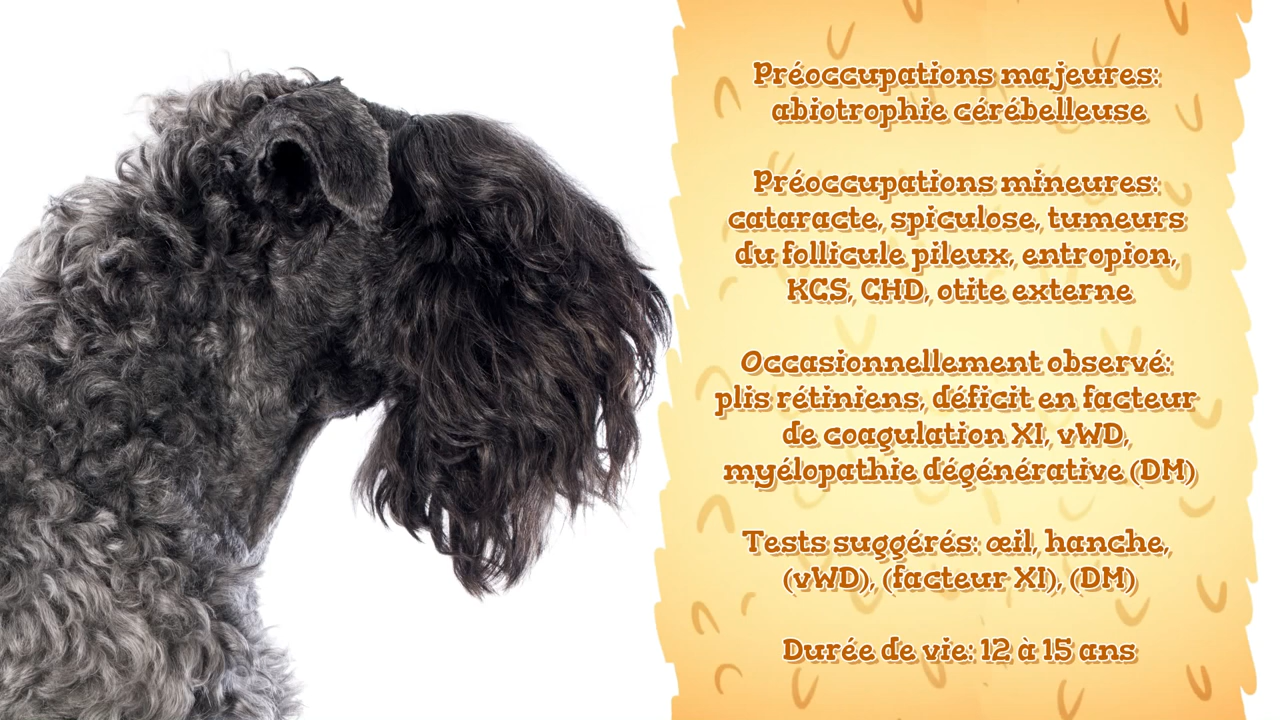 Préoccupations majeures:
abiotrophie cérébelleuse
Préoccupations mineures:
cataracte, spiculose, tumeurs
du follicule pileux, entropion,
KCS, CHD, otite externe
Occasionnellement observé:
plis rétiniens, déficit en facteur
de coagulation XI, vWD,
myélopathie dégénérative (DM)
Tests suggérés: œil, hanche,
(vWD), (facteur XI), (DM)
Durée de vie: 12 à 15 ans